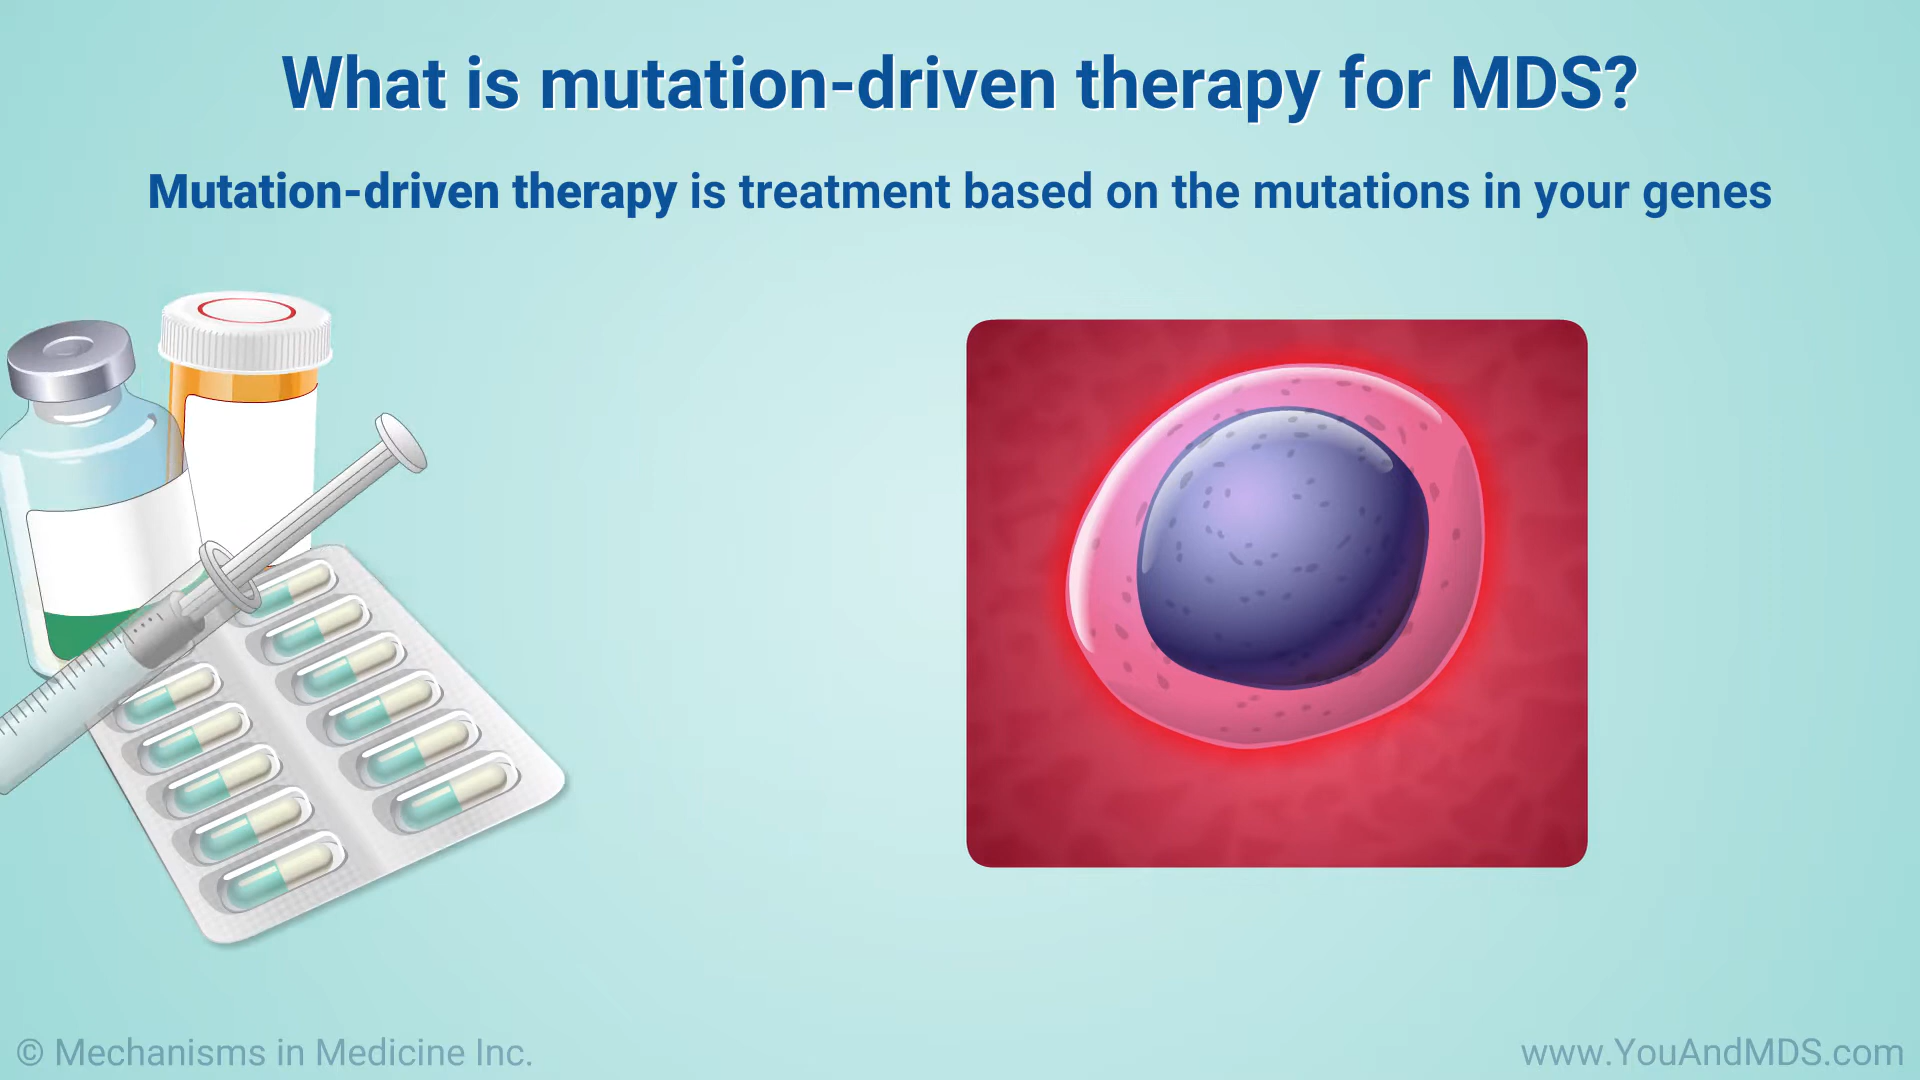 What is mutation-driven therapy for MDS?
Mutation-driven therapy is treatment based on the mutations in your genes
© Mechanisms in Medicine Inc.
www.YouAndMDS.com